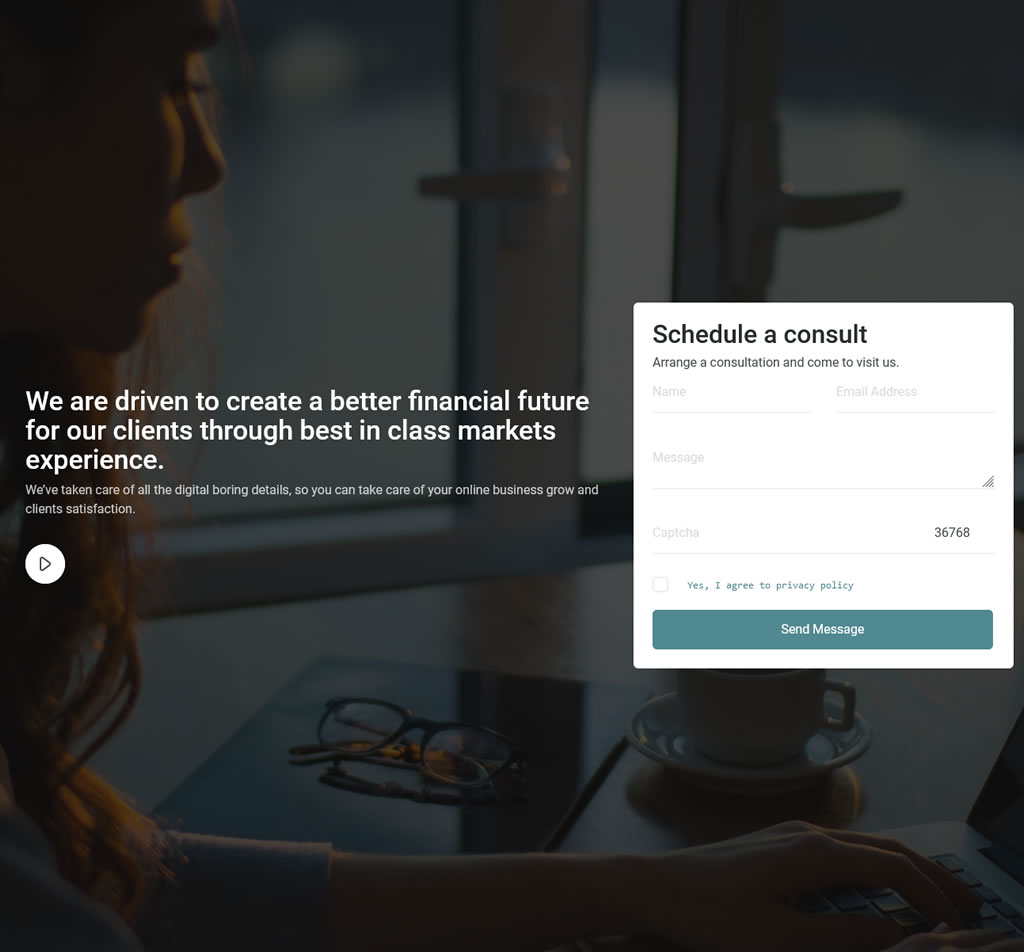 We are driven to create a better financial future
for our clients through best in class markets
experience.
We've taken care of all the digital boring details, so you can take care of your online business grow and
clients satisfaction.
Schedule a consult
Arrange a consultation and come to visit us.
Name
Email Address
Message
Captcha
36768
Yes, I agree to privacy policy
Send Message